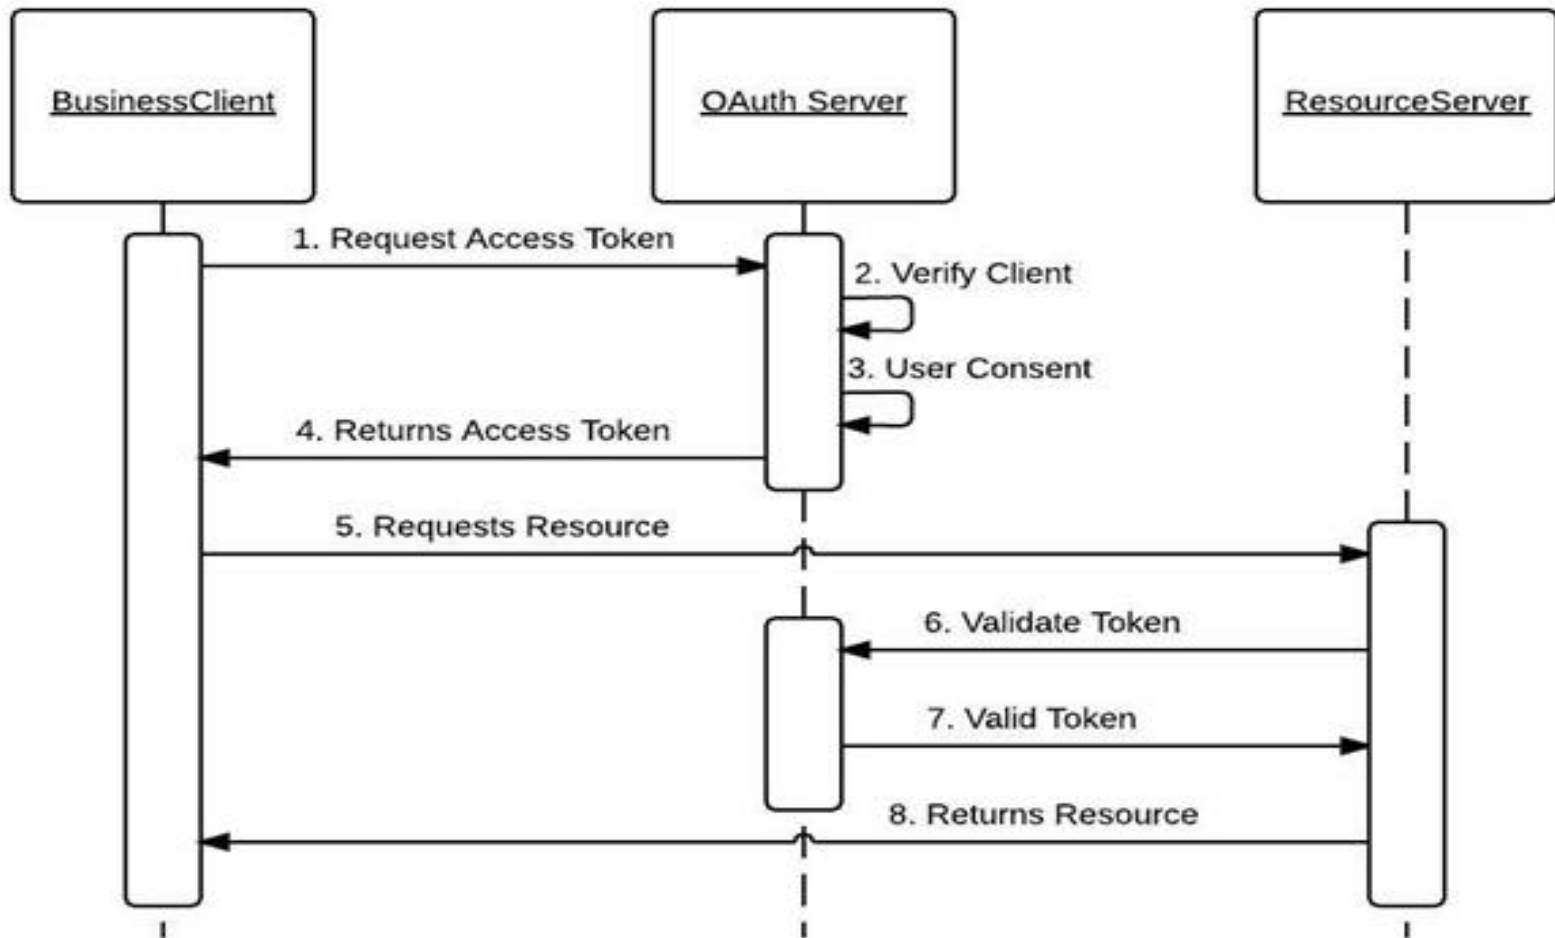 BusinessClient
OAuth Server
ResourceServer
1. Request Access Token
2. Verify Client
3. User Consent
4. Returns Access Token
5. Requests Resource
6. Validate Token
7. Valid Token
8. Returns Resource